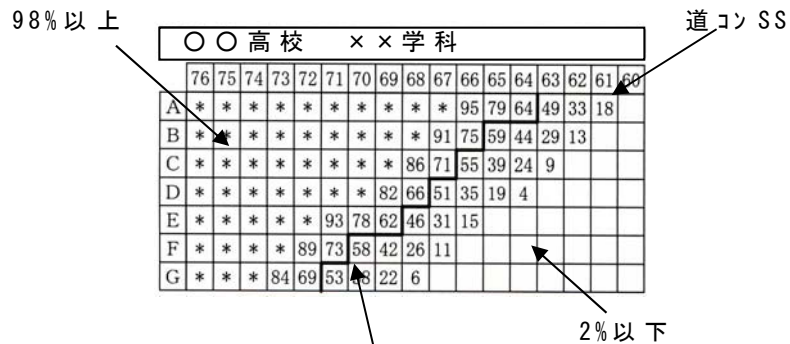 98%以上
道コン SS
○○高校 ××学科
76 75 74 73 72 71 70 69 68 67 66 65 64 63 62 61 60
A * * * * * * * * * * 95 79 64 49 33 18
B * * * * * * * * * 91 75 59 44 29 13
C * * * * * * * * 86 71 55 39 24 9
D * * * * * * * 82 66 51 35 19 4
E * * * * * 93 78 62 46 31 15
F * * * * 89 73 58 42 26 11
G * * * 84 69 53 38 22 6
2%以下